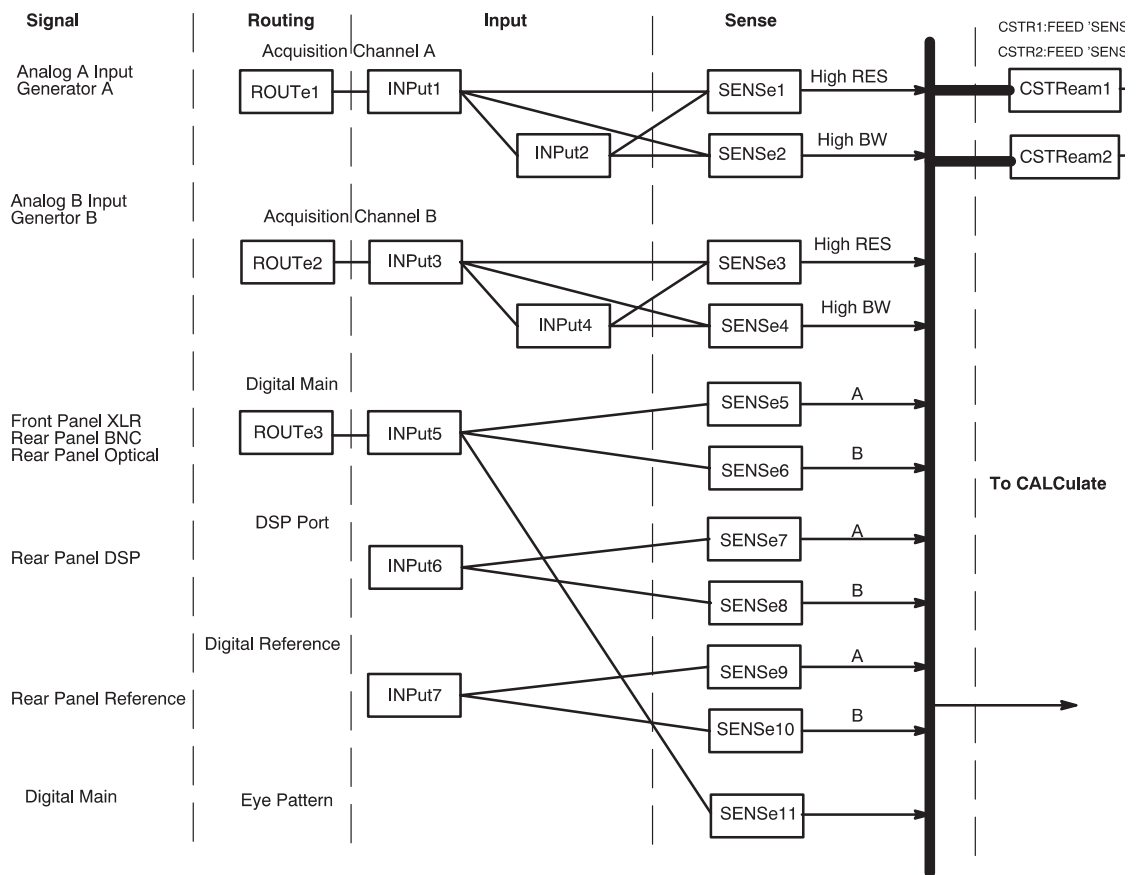 Signal
Routing
Input
Sense
CSTR1:FEED 'SENS
CSTR2:FEED 'SENS
Acquisition Channel A
Analog A Input
Generator A
ROUTe1
INPut1
SENSe1
High RES
CSTReam1
INPut2
SENSe2
High BW
CSTReam2
Analog B Input
Genertor B
Acquisition Channel B
ROUTe2
INPut3
SENSe3
High RES
INPut4
SENSe4
High BW
Digital Main
Front Panel XLR
Rear Panel BNC
Rear Panel Optical
ROUTe3
INPut5
SENSe5
A
SENSe6
B
To CALCulate
DSP Port
Rear Panel DSP
INPut6
SENSe7
A
SENSe8
B
Digital Reference
Rear Panel Reference
INPut7
SENSe9
A
SENSe10
B
Digital Main
Eye Pattern
SENSe11